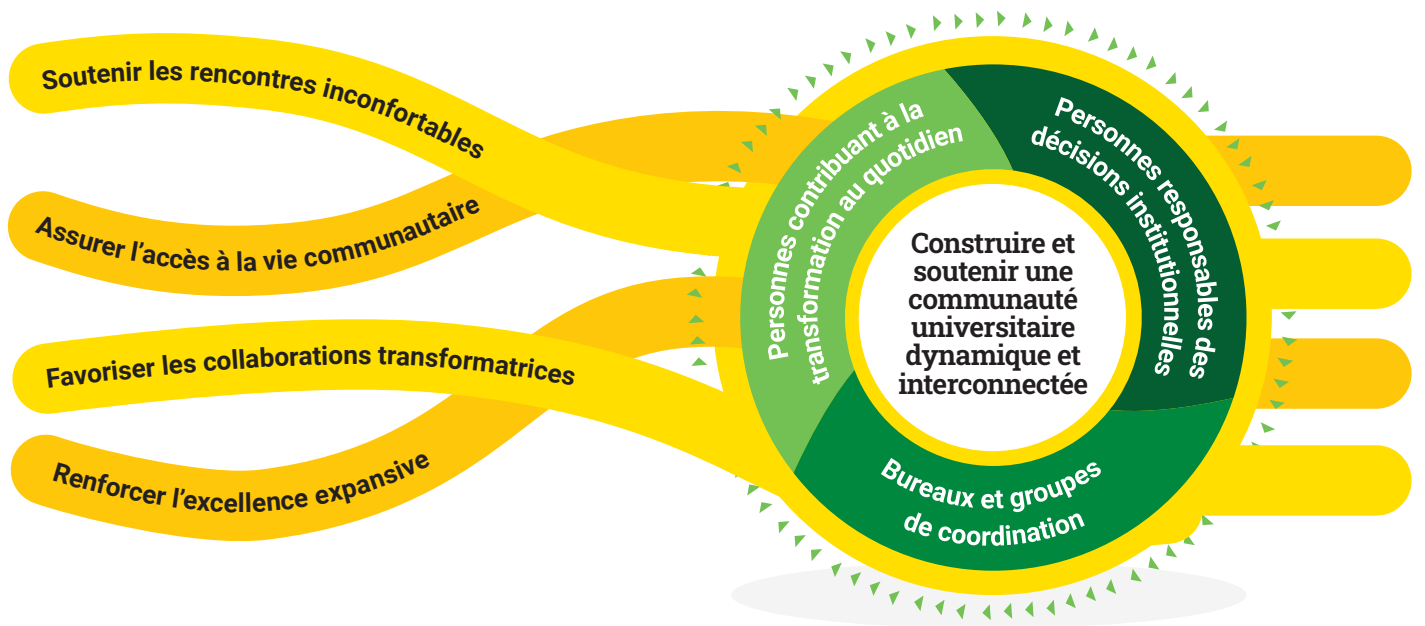 Soutenir les rencontres inconfortables
Assurer l’accès à la vie communautaire
Favoriser les collaborations transformatrices
Renforcer l’excellence expansive
Personnes contribuant à la
transformation au quotidien
Personnes responsables des
décisions institutionnelles
Bureaux et groupes
de coordination
Construire et
soutenir une
communauté
universitaire
dynamique et
interconnectée